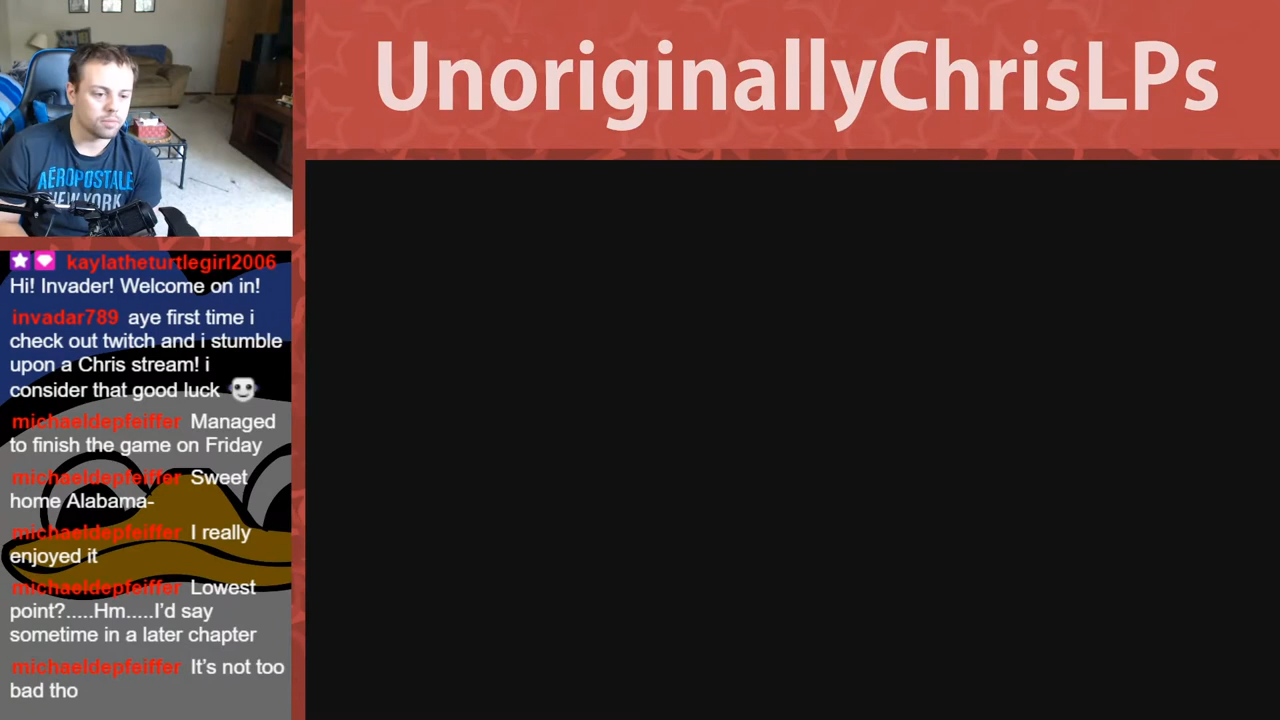 UnoriginallyChrisLPs
AÉROPOSTALE
NEW YORK
kaylatheturtlegirl2006
Hi! Invader! Welcome on in!
invadar789 aye first time i
check out twitch and i stumble
upon a Chris stream! i
consider that good luck
michaeldepfeiffer Managed
to finish the game on Friday
michaeldepfeiffer Sweet
home Alabama-
michaeldepfeiffer I really
enjoyed it
michaeldepfeiffer Lowest
point?.....Hm.....I’d say
sometime in a later chapter
michaeldepfeiffer It’s not too
bad tho